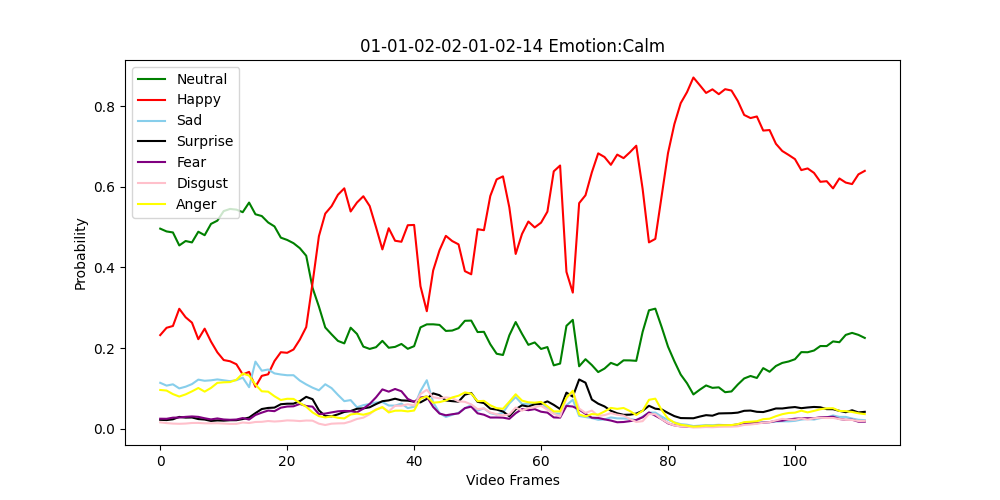 01-01-02-02-01-02-14 Emotion:Calm
Neutral
Happy
Sad
Surprise
Fear
Disgust
Anger
Probability
0.8
0.6
0.4
0.2
0.0
0 20 40 60 80 100
Video Frames